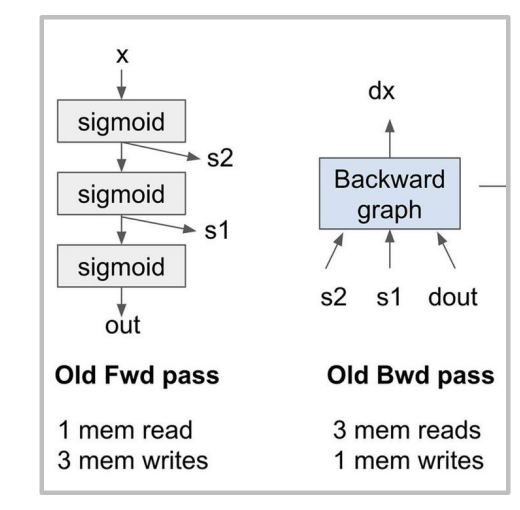 x
sigmoid
s2
sigmoid
s1
sigmoid
out
Old Fwd pass
1 mem read
3 mem writes
dx
Backward
graph
s2 s1 dout
Old Bwd pass
3 mem reads
1 mem writes